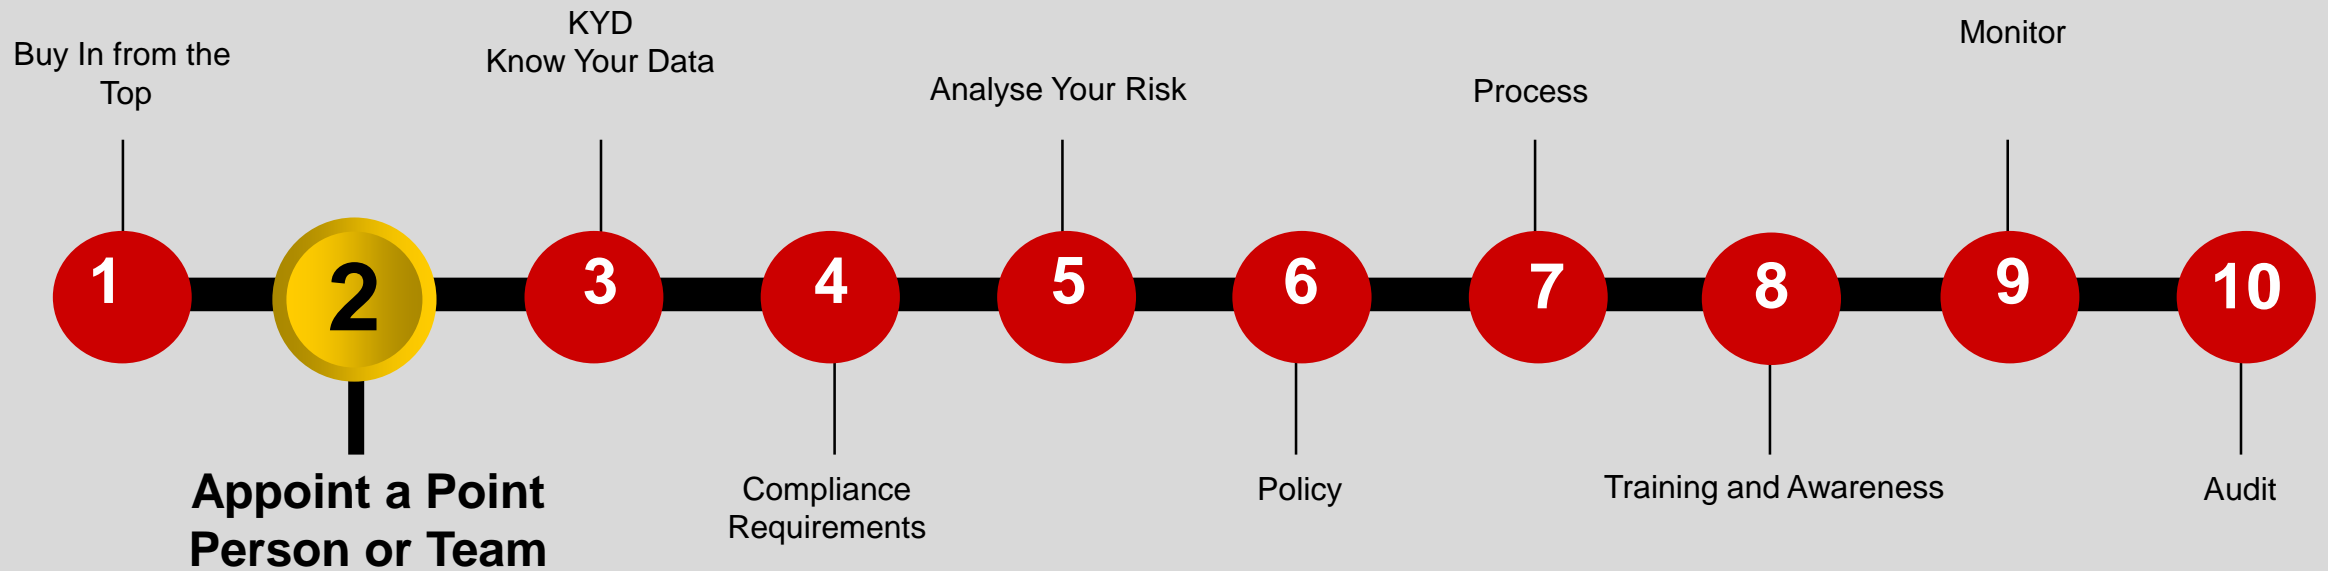 KYD
Know Your Data
Buy In from the
Top
Analyse Your Risk
Process
Monitor
1
2
3
4
5
6
7
8
9
10
Appoint a Point
Person or Team
Compliance
Requirements
Policy
Training and Awareness
Audit